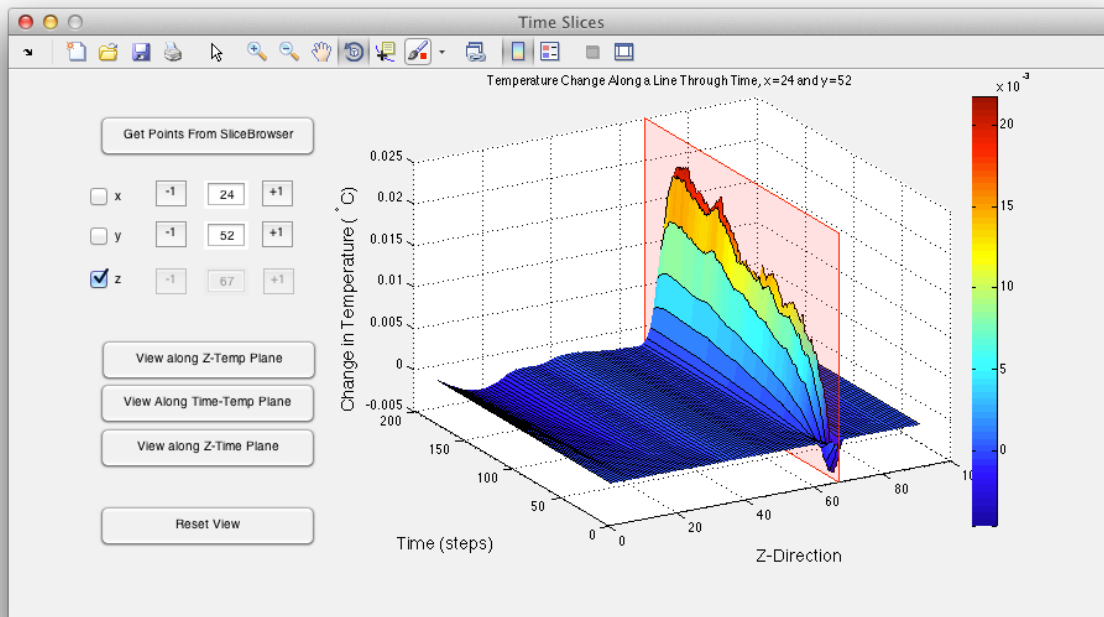 Time Slices
Temperature Change Along a Line Through Time, x=24 and y=52
Get Points From SliceBrowser
x -1 24 +1
y -1 52 +1
z -1 67 +1
View along Z-Temp Plane
View Along Time-Temp Plane
View along Z-Time Plane
Reset View
Change in Temperature (°C)
0.025
0.02
0.015
0.01
0.005
0
-0.005
200
150
100
50
0
Time (steps)
0
20
40
60
80
Z-Direction
x 10⁻³
20
15
10
5
0